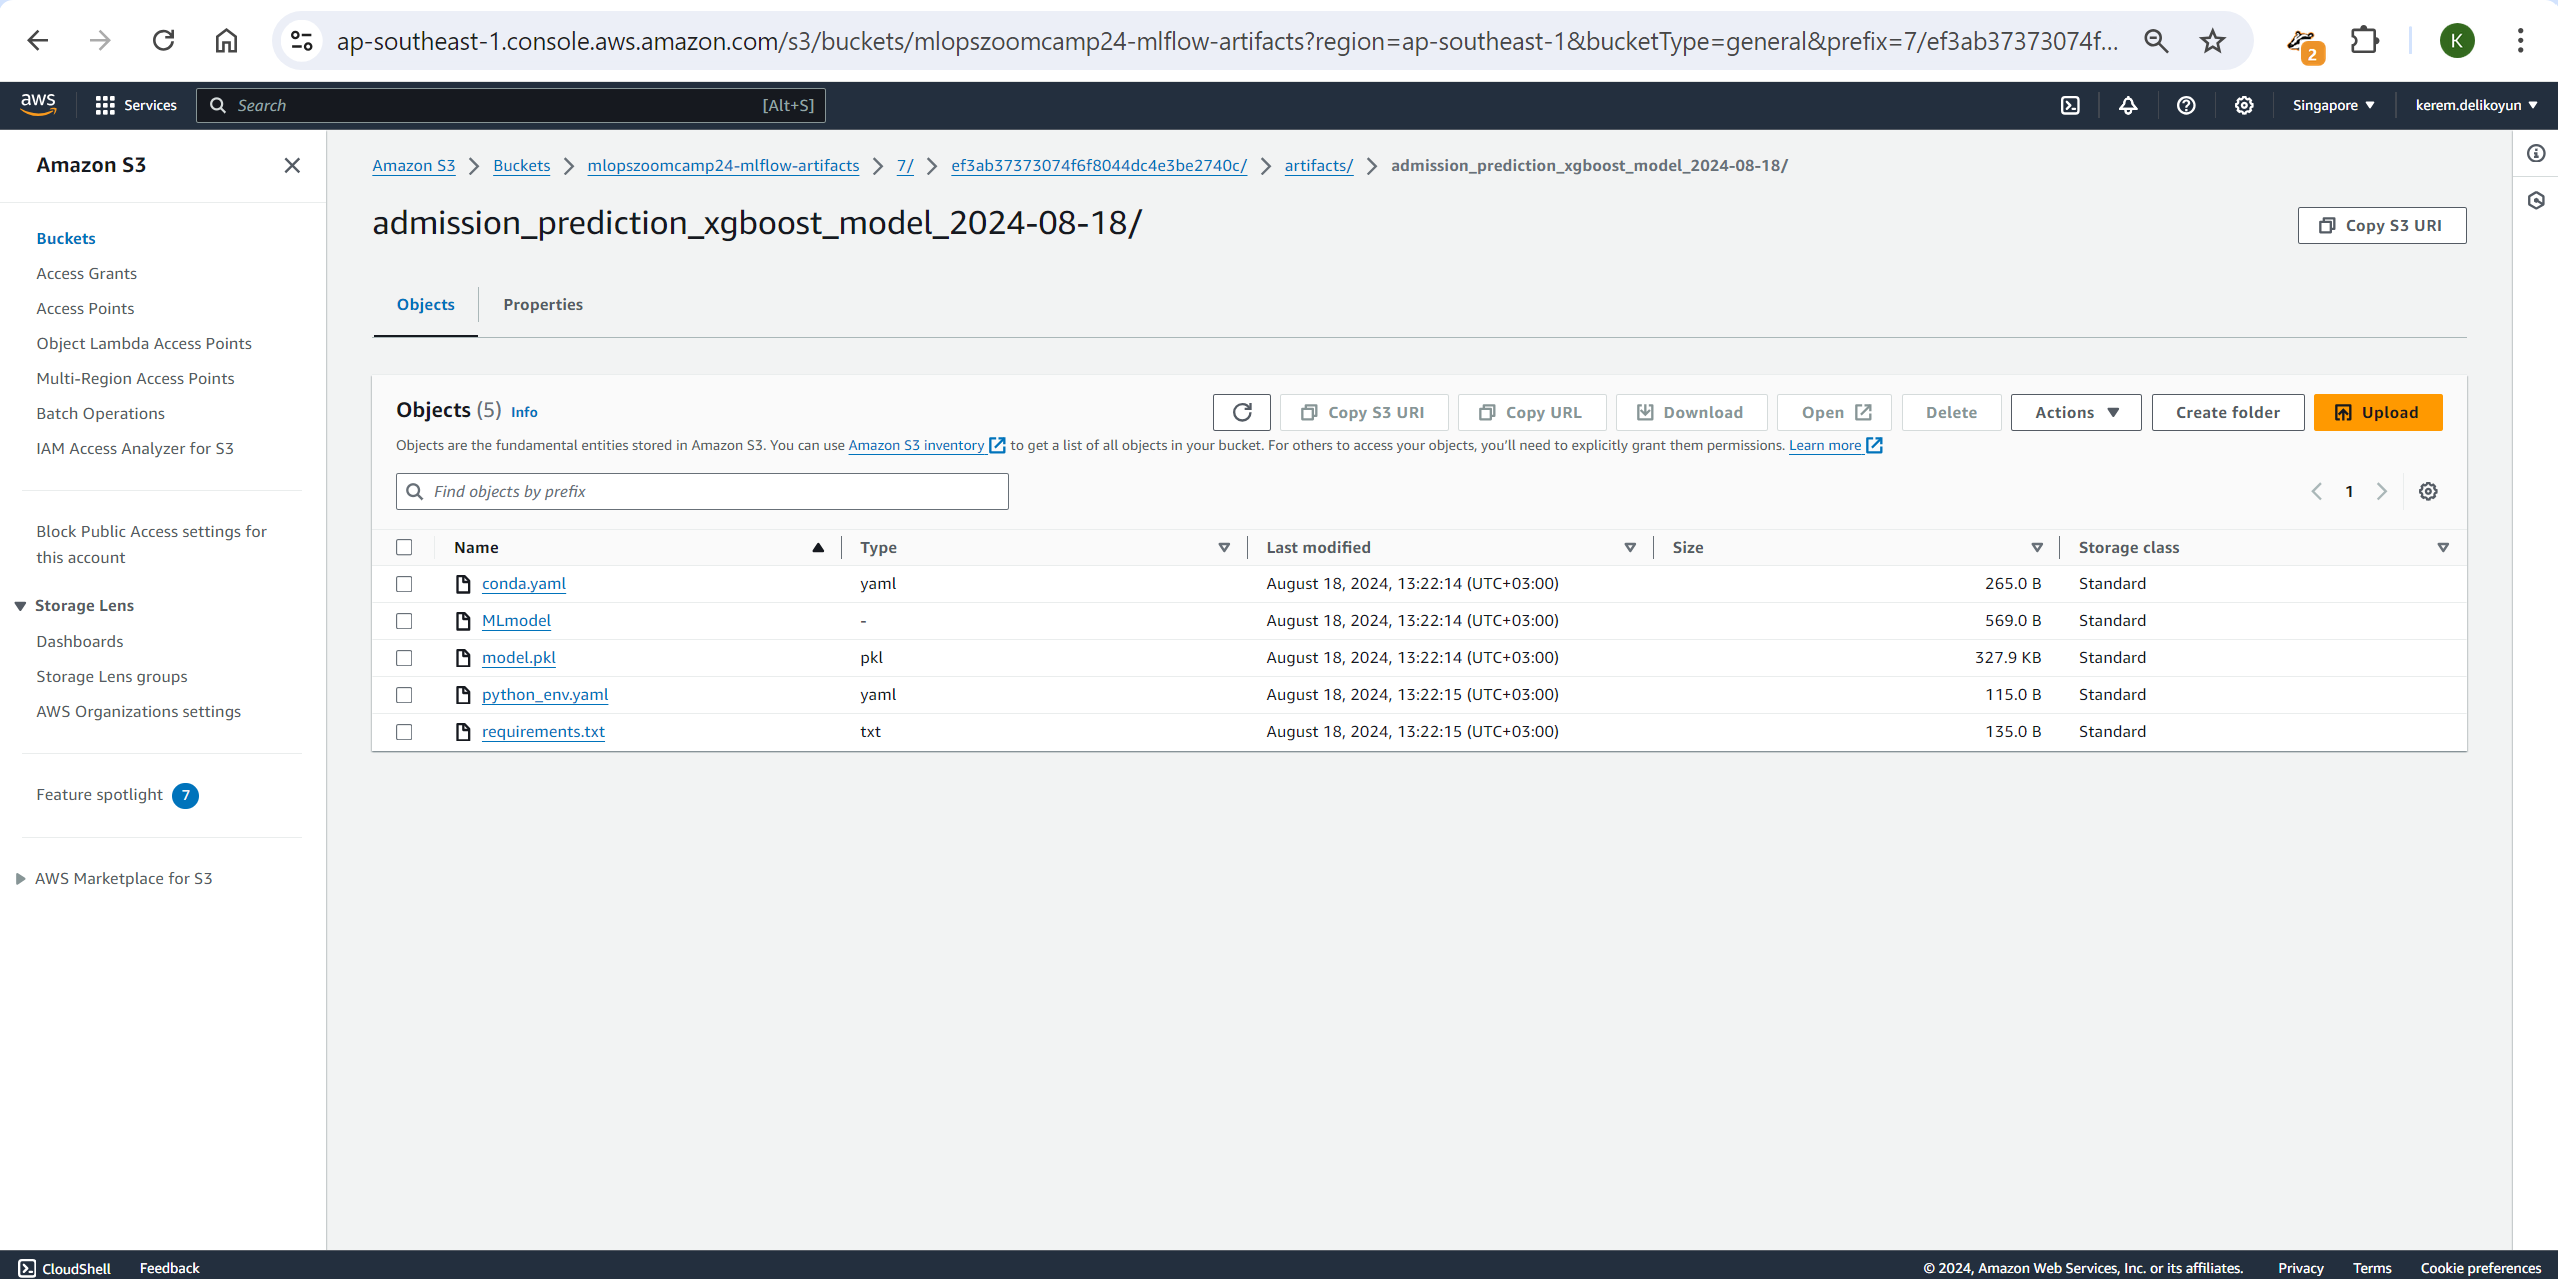 ap-southeast-1.console.aws.amazon.com/s3/buckets/mlopszoomcamp24-mlflow-artifacts?region=ap-southeast-1&bucketType=general&prefix=7/ef3ab37373074f...
2
K
aws
Services
Search
[Alt+S]
Singapore
kerem.delikoyun
Amazon S3
Buckets
Access Grants
Access Points
Object Lambda Access Points
Multi-Region Access Points
Batch Operations
IAM Access Analyzer for S3
Block Public Access settings for
this account
Storage Lens
Dashboards
Storage Lens groups
AWS Organizations settings
Feature spotlight 7
AWS Marketplace for S3
Amazon S3 > Buckets > mlopszoomcamp24-mlflow-artifacts > 7/ > ef3ab37373074f6f8044dc4e3be2740c/ > artifacts/ > admission_prediction_xgboost_model_2024-08-18/
admission_prediction_xgboost_model_2024-08-18/
Copy S3 URI
Objects
Properties
Objects (5) Info
Copy S3 URI
Copy URL
Download
Open
Delete
Actions
Create folder
Upload
Objects are the fundamental entities stored in Amazon S3. You can use Amazon S3 inventory to get a list of all objects in your bucket. For others to access your objects, you'll need to explicitly grant them permissions. Learn more
Find objects by prefix
1
Name Type Last modified Size Storage class
conda.yaml yaml August 18, 2024, 13:22:14 (UTC+03:00) 265.0 B Standard
MLmodel - August 18, 2024, 13:22:14 (UTC+03:00) 569.0 B Standard
model.pkl pkl August 18, 2024, 13:22:14 (UTC+03:00) 327.9 KB Standard
python_env.yaml yaml August 18, 2024, 13:22:15 (UTC+03:00) 115.0 B Standard
requirements.txt txt August 18, 2024, 13:22:15 (UTC+03:00) 135.0 B Standard
CloudShell
Feedback
© 2024, Amazon Web Services, Inc. or its affiliates.
Privacy
Terms
Cookie preferences